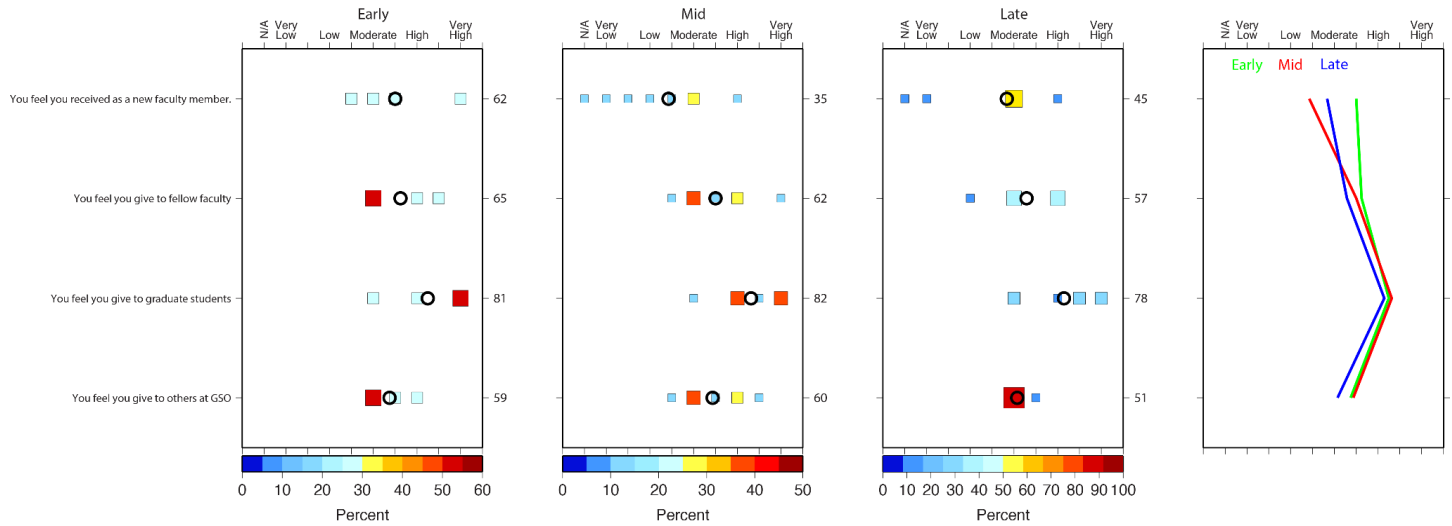 Early
Mid
Late
N/A Very Low Low Moderate High Very High
N/A Very Low Low Moderate High Very High
N/A Very Low Low Moderate High Very High
N/A Very Low Low Moderate High Very High
Early Mid Late
You feel you received as a new faculty member. 62 35 45
You feel you give to fellow faculty 65 62 57
You feel you give to graduate students 81 82 78
You feel you give to others at GSO 59 60 51
0 10 20 30 40 50 60
0 10 20 30 40 50
0 10 20 30 40 50 60 70 80 90 100
Percent
Percent
Percent